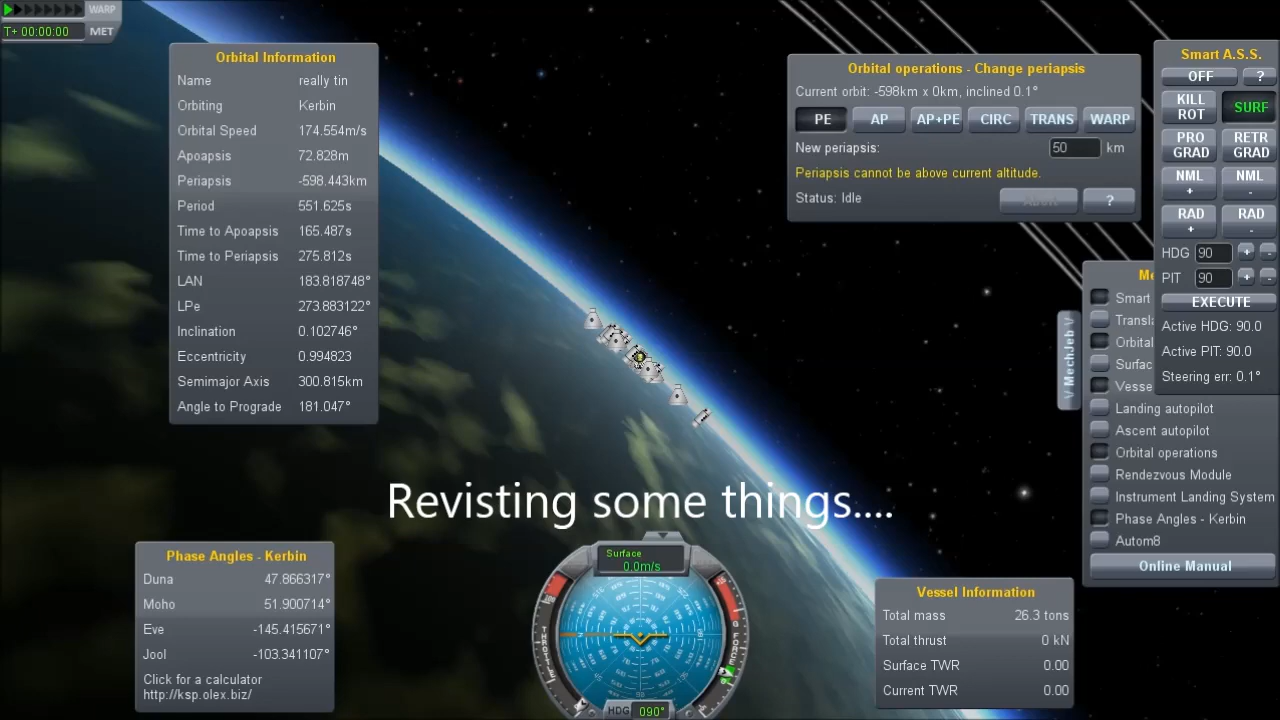 WARP
T+ 00:00:00 MET
Orbital Information
Name really tin
Orbiting Kerbin
Orbital Speed 174.554m/s
Apoapsis 72.828m
Periapsis -598.443km
Period 551.625s
Time to Apoapsis 165.487s
Time to Periapsis 275.812s
LAN 183.818748°
LPe 273.883122°
Inclination 0.102746°
Eccentricity 0.994823
Semimajor Axis 300.815km
Angle to Prograde 181.047°
Orbital operations - Change periapsis
Current orbit: -598km x 0km, inclined 0.1°
PE AP AP+PE CIRC TRANS WARP
New periapsis: 50 km
Periapsis cannot be above current altitude.
Status: Idle ?
Smart A.S.S.
OFF ?
KILL ROT SURF
PRO GRAD RETR GRAD
NML + NML -
RAD + RAD -
HDG 90 + -
PIT 90 + -
EXECUTE
Active HDG: 90.0
Active PIT: 90.0
Steering err: 0.1°
V MechJeb V
Me
Smart
Transla
Orbital
Surfac
Vesse
Landing autopilot
Ascent autopilot
Orbital operations
Rendezvous Module
Instrument Landing System
Phase Angles - Kerbin
Autom8
Online Manual
Revisting some things....
Phase Angles - Kerbin
Duna 47.866317°
Moho 51.900714°
Eve -145.415671°
Jool -103.341107°
Click for a calculator
http://ksp.olex.biz/
Surface
0.0m/s
THROTTLE
G FORCE
HDG 090°
Vessel Information
Total mass 26.3 tons
Total thrust 0 kN
Surface TWR 0.00
Current TWR 0.00